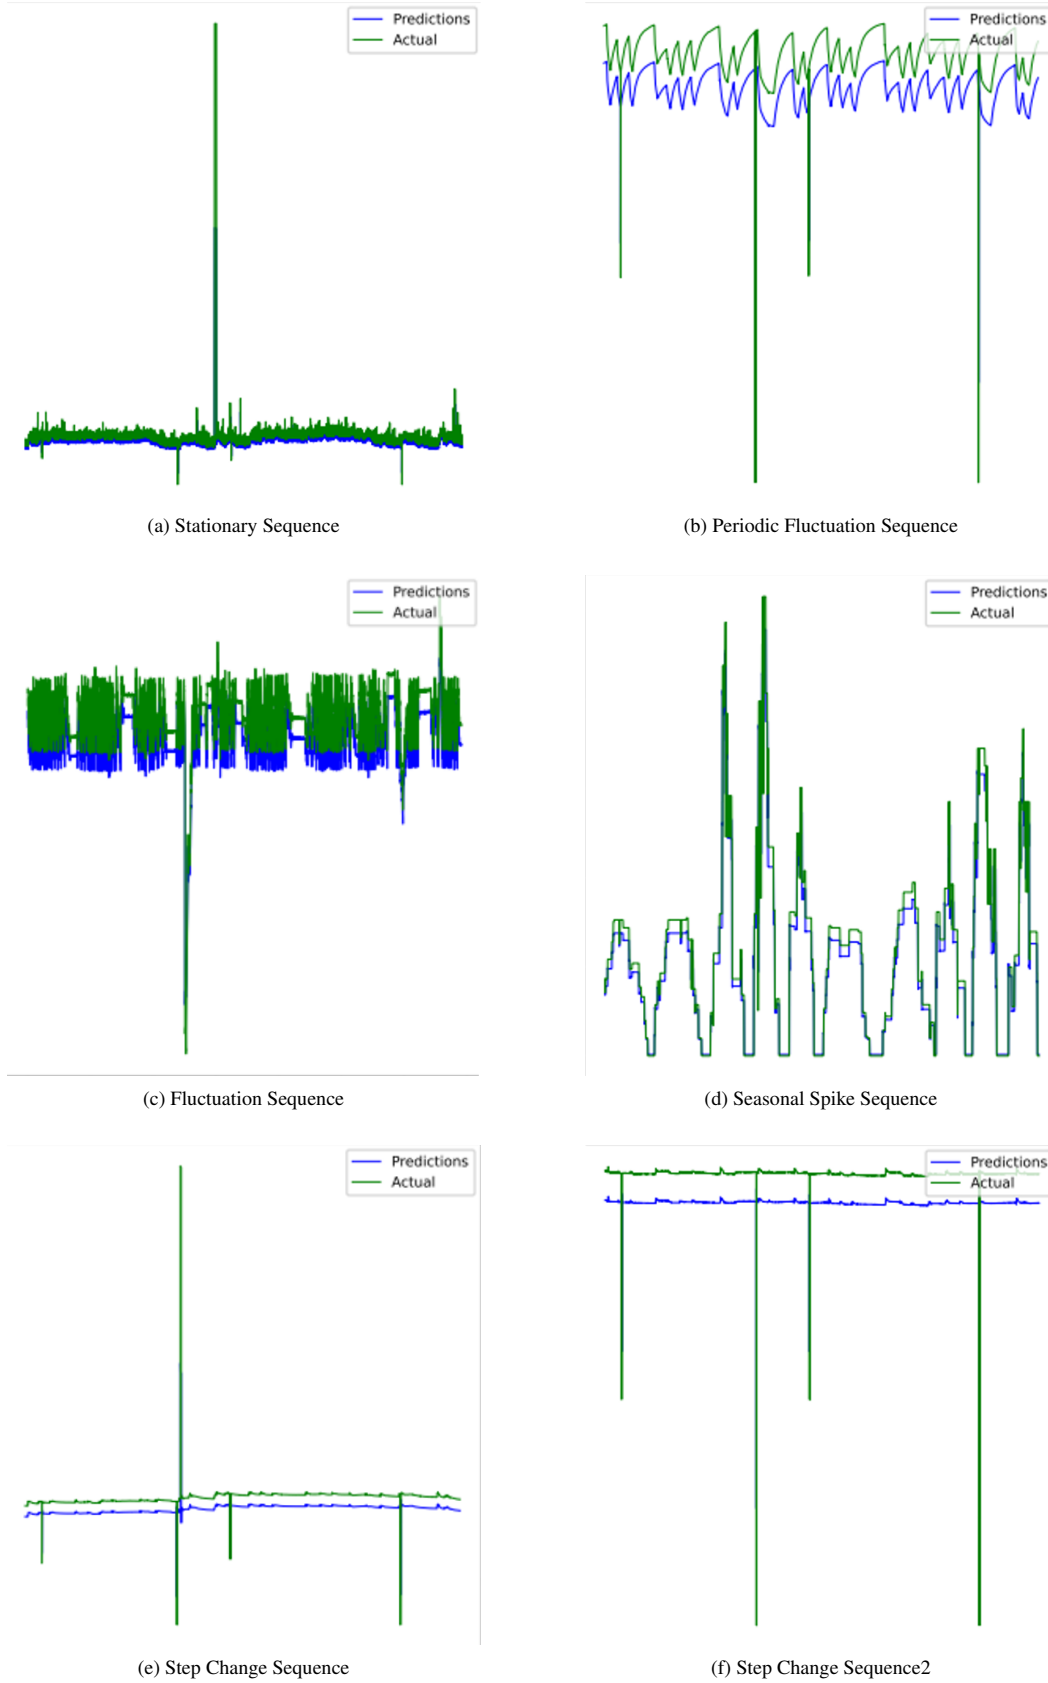 Predictions
Actual
Predictions
Actual
(a) Stationary Sequence
(b) Periodic Fluctuation Sequence
Predictions
Actual
Predictions
Actual
(c) Fluctuation Sequence
(d) Seasonal Spike Sequence
Predictions
Actual
Predictions
Actual
(e) Step Change Sequence
(f) Step Change Sequence2